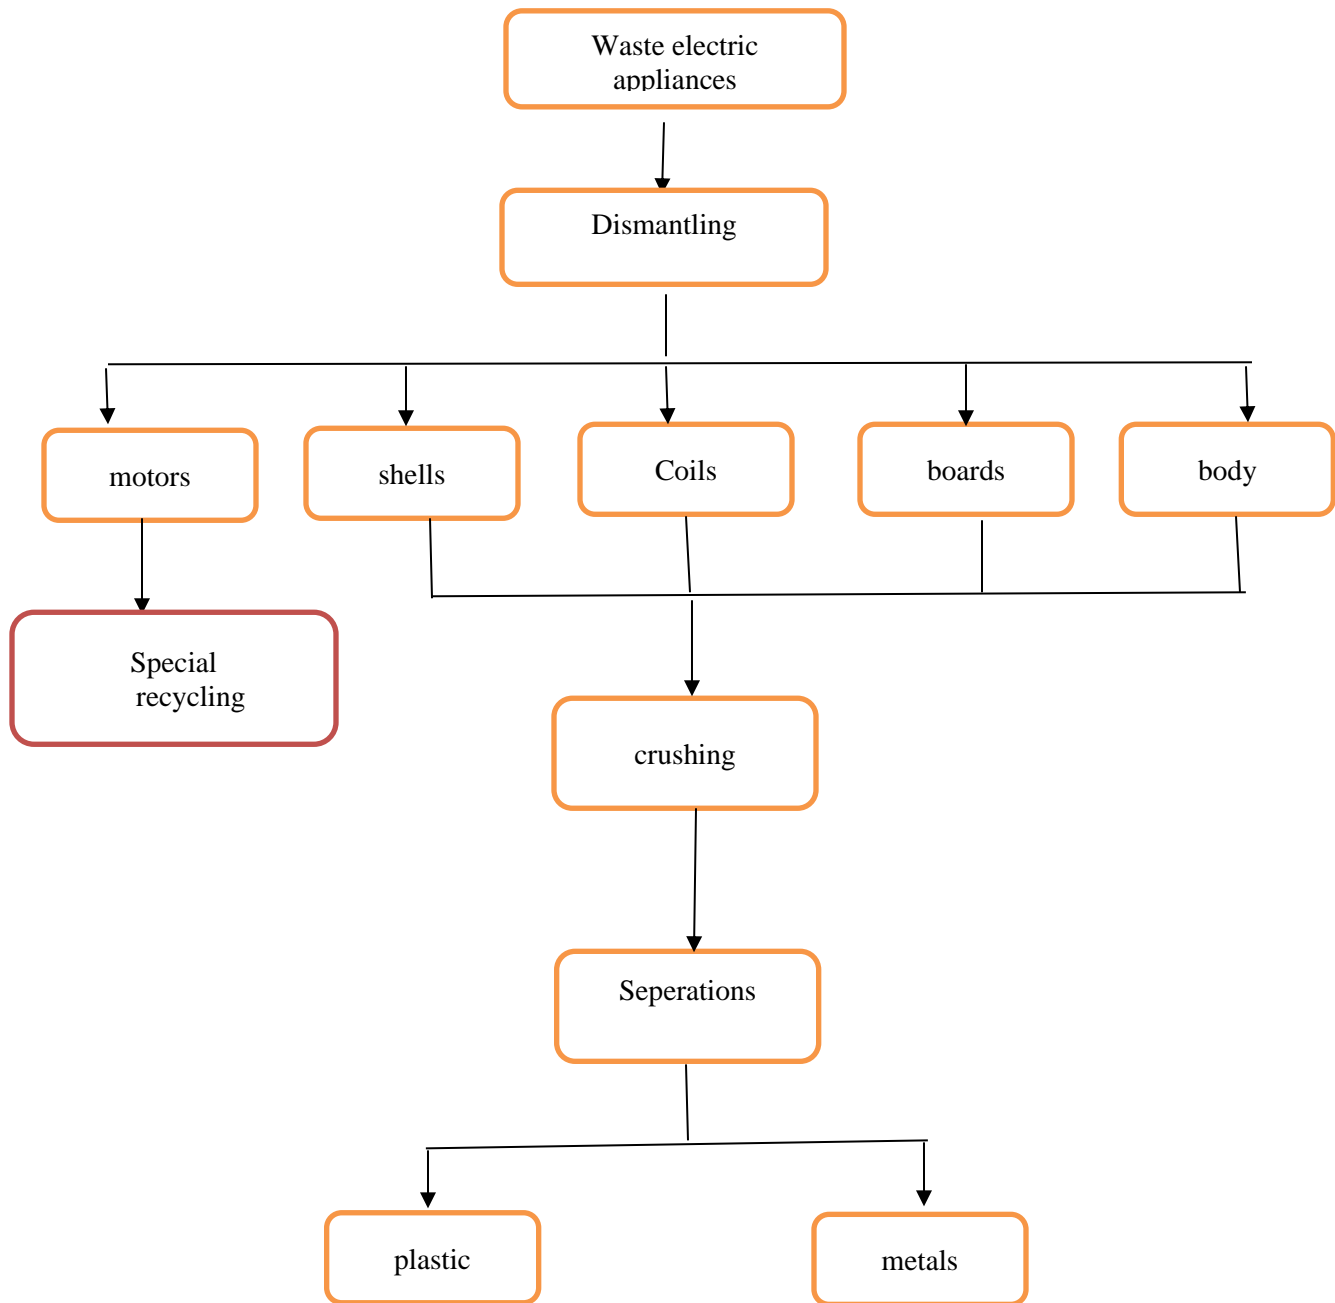 Waste electric
appliances
Dismantling
motors
shells
Coils
boards
body
Special
recycling
crushing
Seperations
plastic
metals